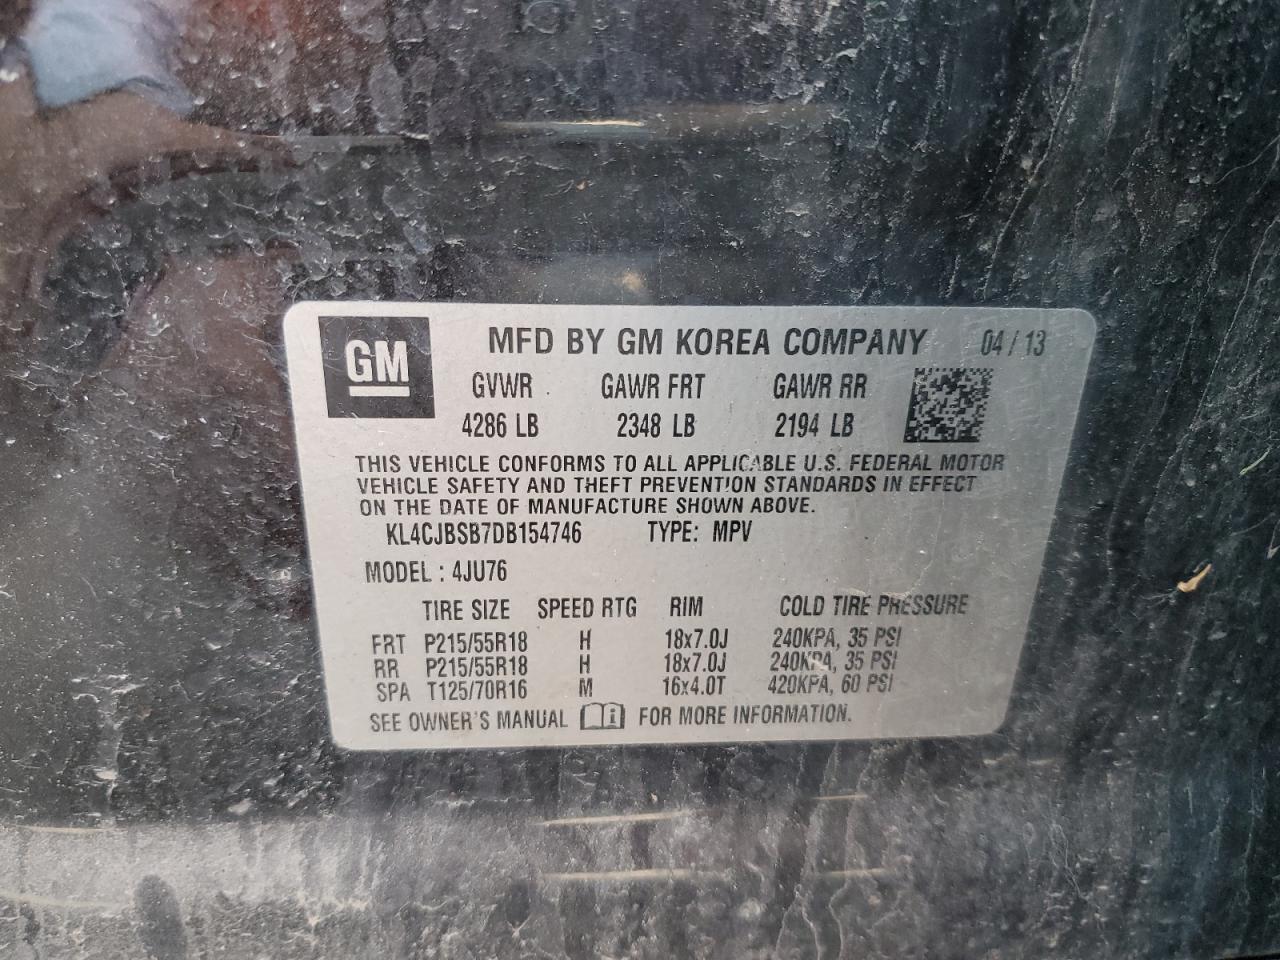 GM
MFD BY GM KOREA COMPANY 04/13
GVWR GAWR FRT GAWR RR
4286 LB 2348 LB 2194 LB
THIS VEHICLE CONFORMS TO ALL APPLICABLE U.S. FEDERAL MOTOR
VEHICLE SAFETY AND THEFT PREVENTION STANDARDS IN EFFECT
ON THE DATE OF MANUFACTURE SHOWN ABOVE.
KL4CJBSB7DB154746 TYPE: MPV
MODEL : 4JU76
TIRE SIZE SPEED RTG RIM COLD TIRE PRESSURE
FRT P215/55R18 H 18x7.0J 240KPA, 35 PSI
RR P215/55R18 H 18x7.0J 240KPA, 35 PSI
SPA T125/70R16 M 16x4.0T 420KPA, 60 PSI
SEE OWNER'S MANUAL i FOR MORE INFORMATION.